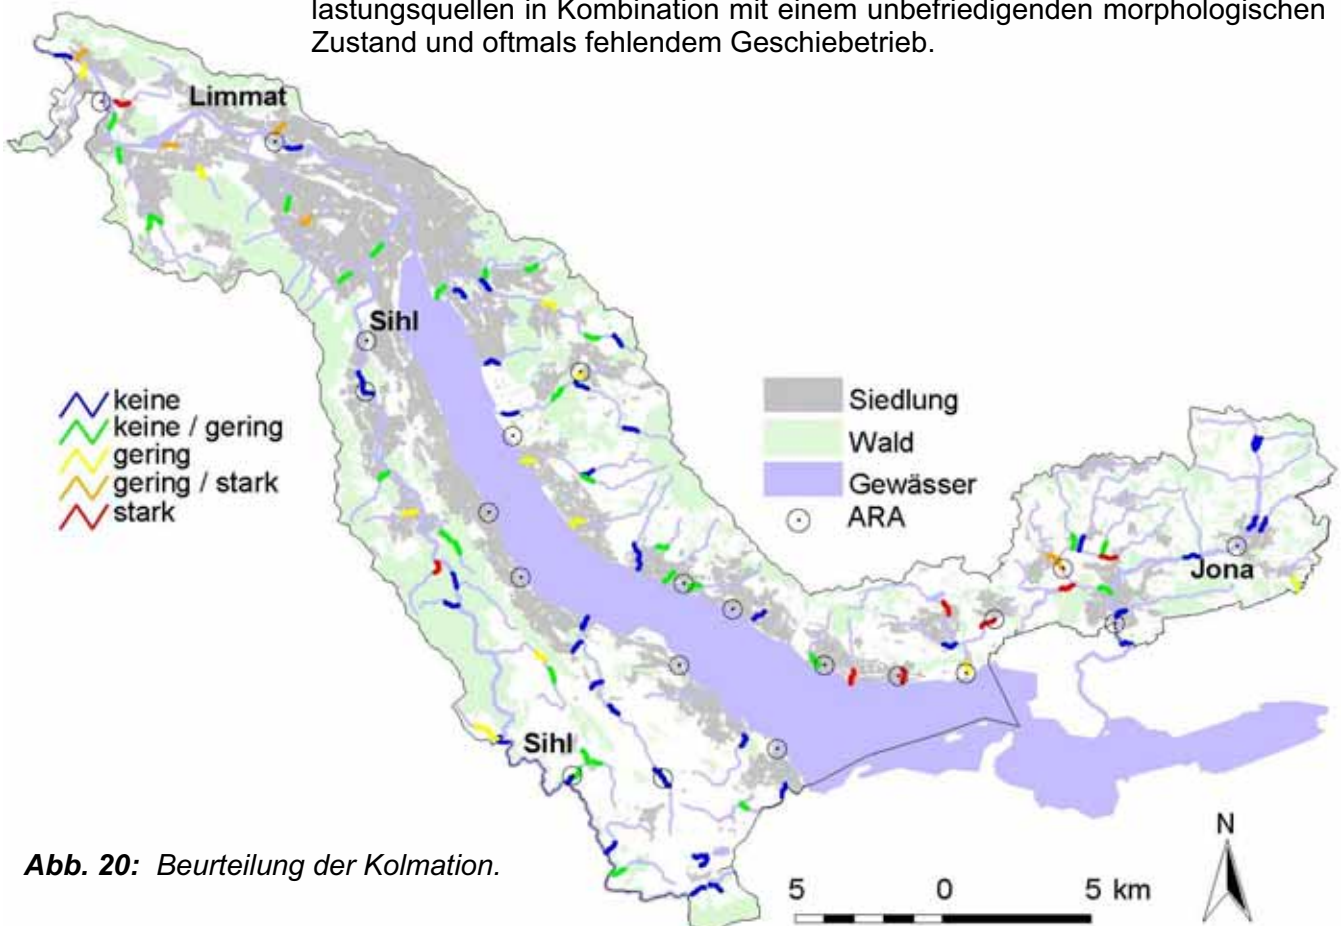 lastungsquellen in Kombination mit einem unbefriedigenden morphologischen
Zustand und oftmals fehlendem Geschiebetrieb.
Limmat
Sihl
keine
keine / gering
gering
gering / stark
stark
Siedlung
Wald
Gewässer
ARA
Jona
Sihl
Abb. 20: Beurteilung der Kolmation.
N
5 0 5 km